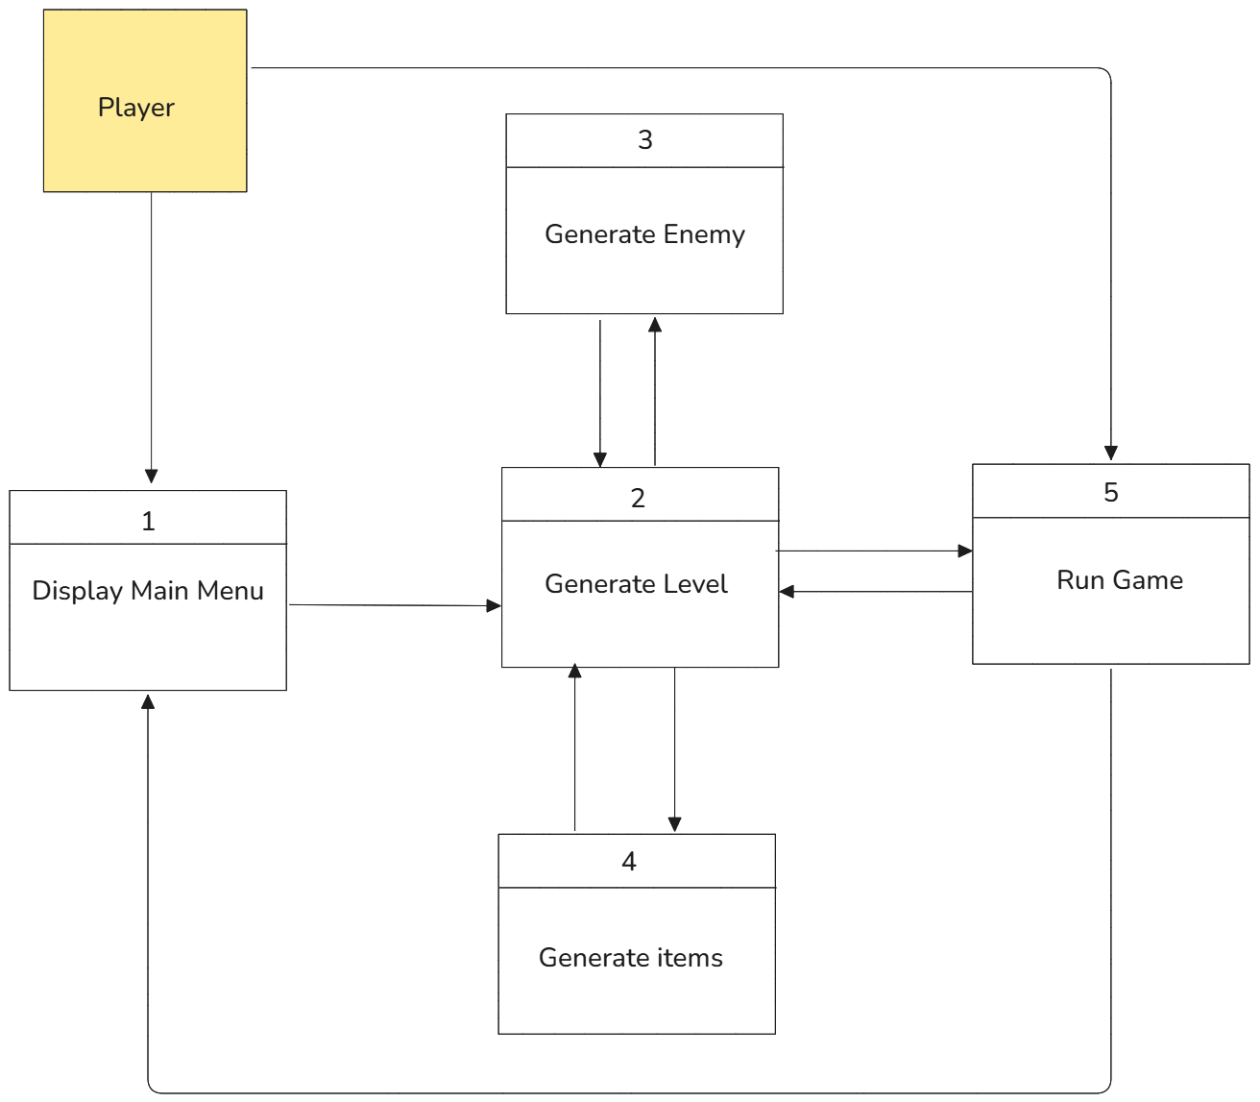 Player
3
Generate Enemy
1
Display Main Menu
2
Generate Level
5
Run Game
4
Generate items